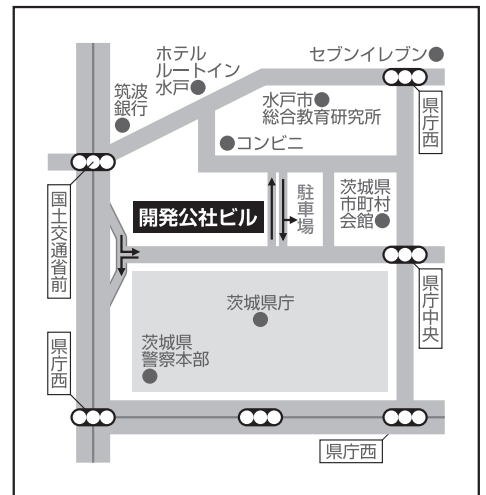 セブンイレブン
ホテル
ルートイン
水戸
筑波
銀行
水戸市
総合教育研究所
県庁西
コンビニ
国土交通省前
開発公社ビル
駐車場
茨城県
市町村
会館
県庁中央
茨城県庁
茨城県
警察本部
県庁西
県庁西